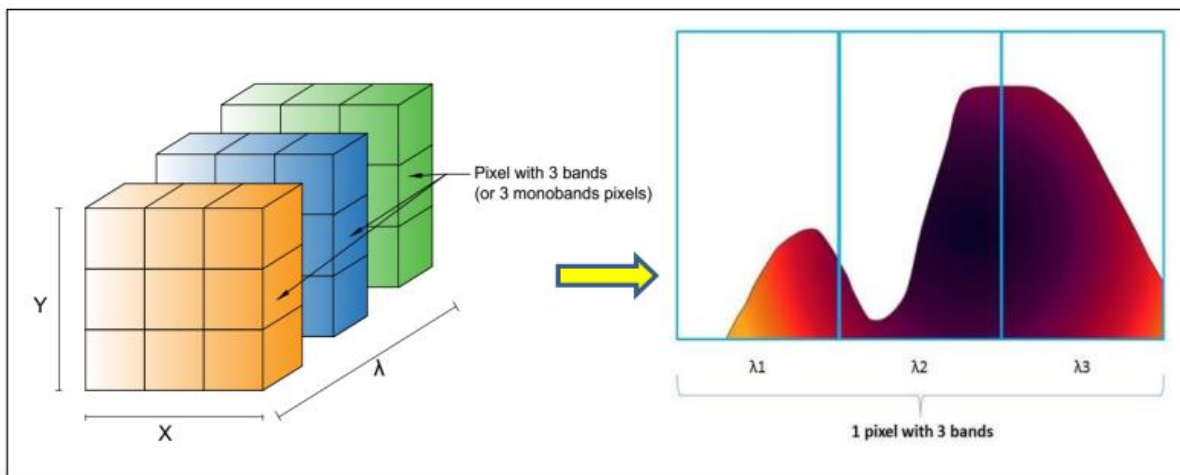 Pixel with 3 bands
(or 3 monobands pixels)
Y
X
λ
λ1
λ2
λ3
1 pixel with 3 bands